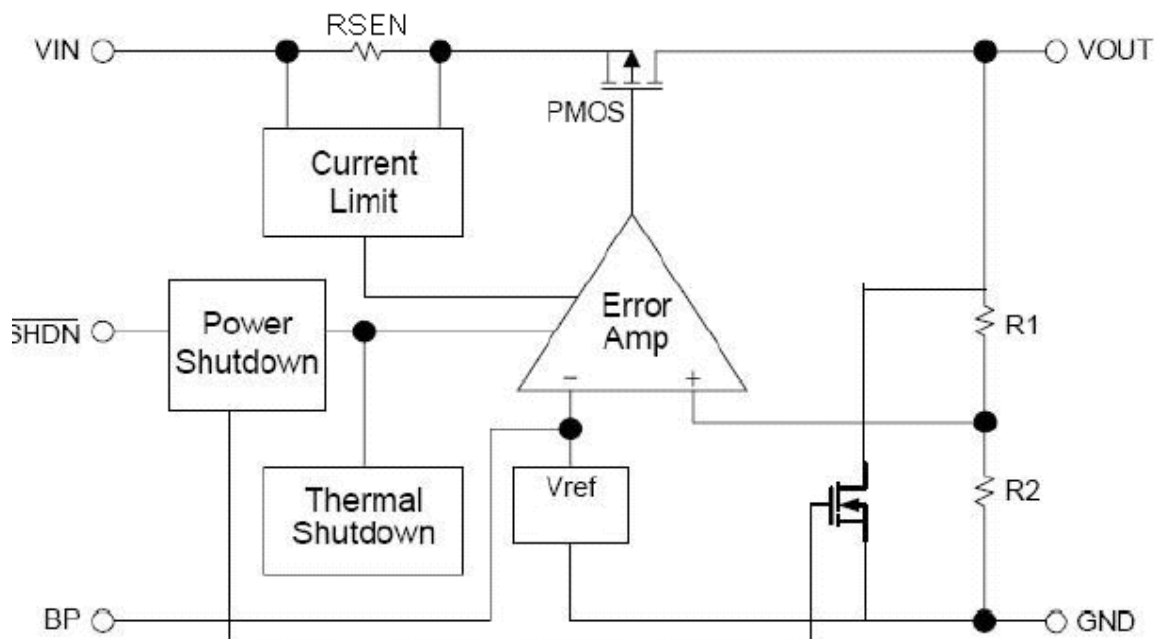 RSEN
VIN
VOUT
PMOS
Current
Limit
Error
Amp
R1
SHDN
Power
Shutdown
− +
Vref
R2
Thermal
Shutdown
BP
GND